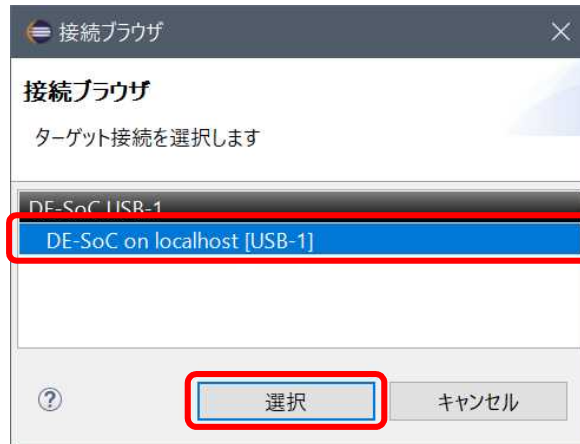 接続ブラウザ
接続ブラウザ
ターゲット接続を選択します
DE-SoC USB-1
DE-SoC on localhost [USB-1]
選択
キャンセル